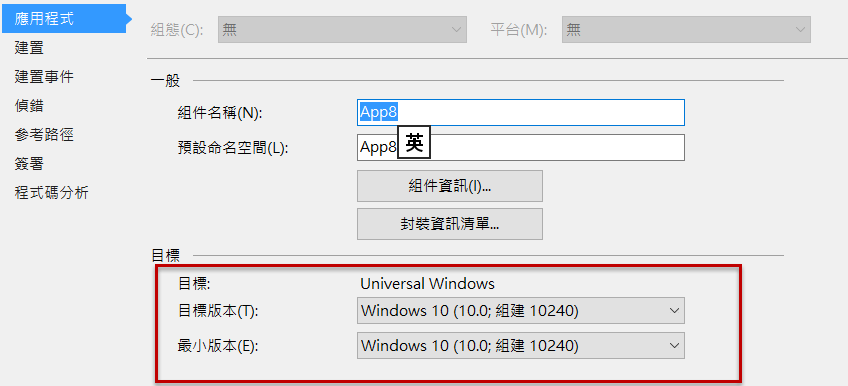 應用程式
建置
建置事件
偵錯
參考路徑
簽署
程式碼分析
組態(C): 無 平台(M): 無
一般
組件名稱(N): App8
預設命名空間(L): App8 英
組件資訊(I)...
封裝資訊清單...
目標
目標: Universal Windows
目標版本(T): Windows 10 (10.0; 組建 10240)
最小版本(E): Windows 10 (10.0; 組建 10240)